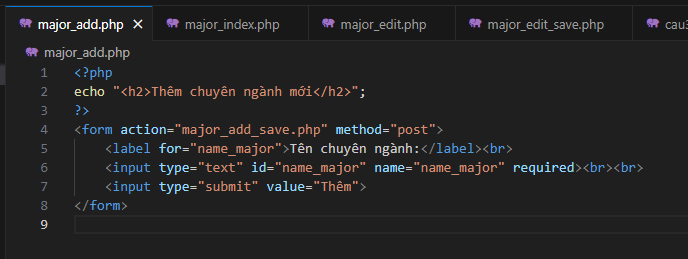 major_add.php major_index.php major_edit.php major_edit_save.php
major_add.php
1 <?php
2 echo "<h2>Thêm chuyên ngành mới</h2>";
3 ?>
4 <form action="major_add_save.php" method="post">
5 <label for="name_major">Tên chuyên ngành:</label><br>
6 <input type="text" id="name_major" name="name_major" required><br><br>
7 <input type="submit" value="Thêm">
8 </form>
9